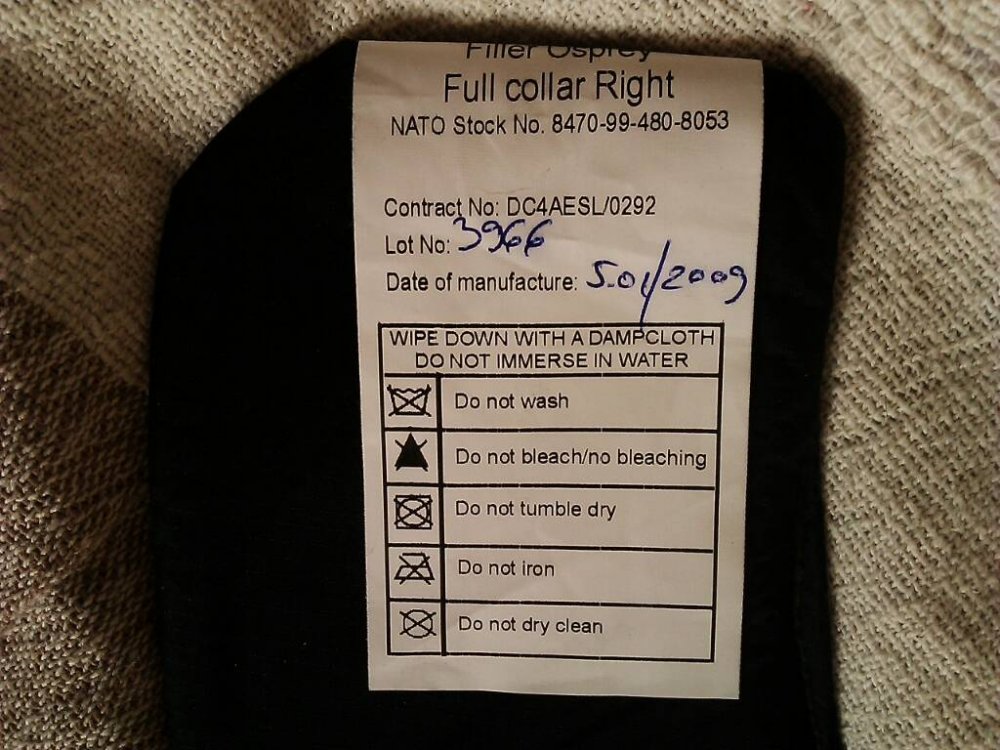 Filler Osprey
Full collar Right
NATO Stock No. 8470-99-480-8053
Contract No: DC4AESL/0292
Lot No: 3966
Date of manufacture: 5.01/2009
WIPE DOWN WITH A DAMPCLOTH
DO NOT IMMERSE IN WATER
Do not wash
Do not bleach/no bleaching
Do not tumble dry
Do not iron
Do not dry clean